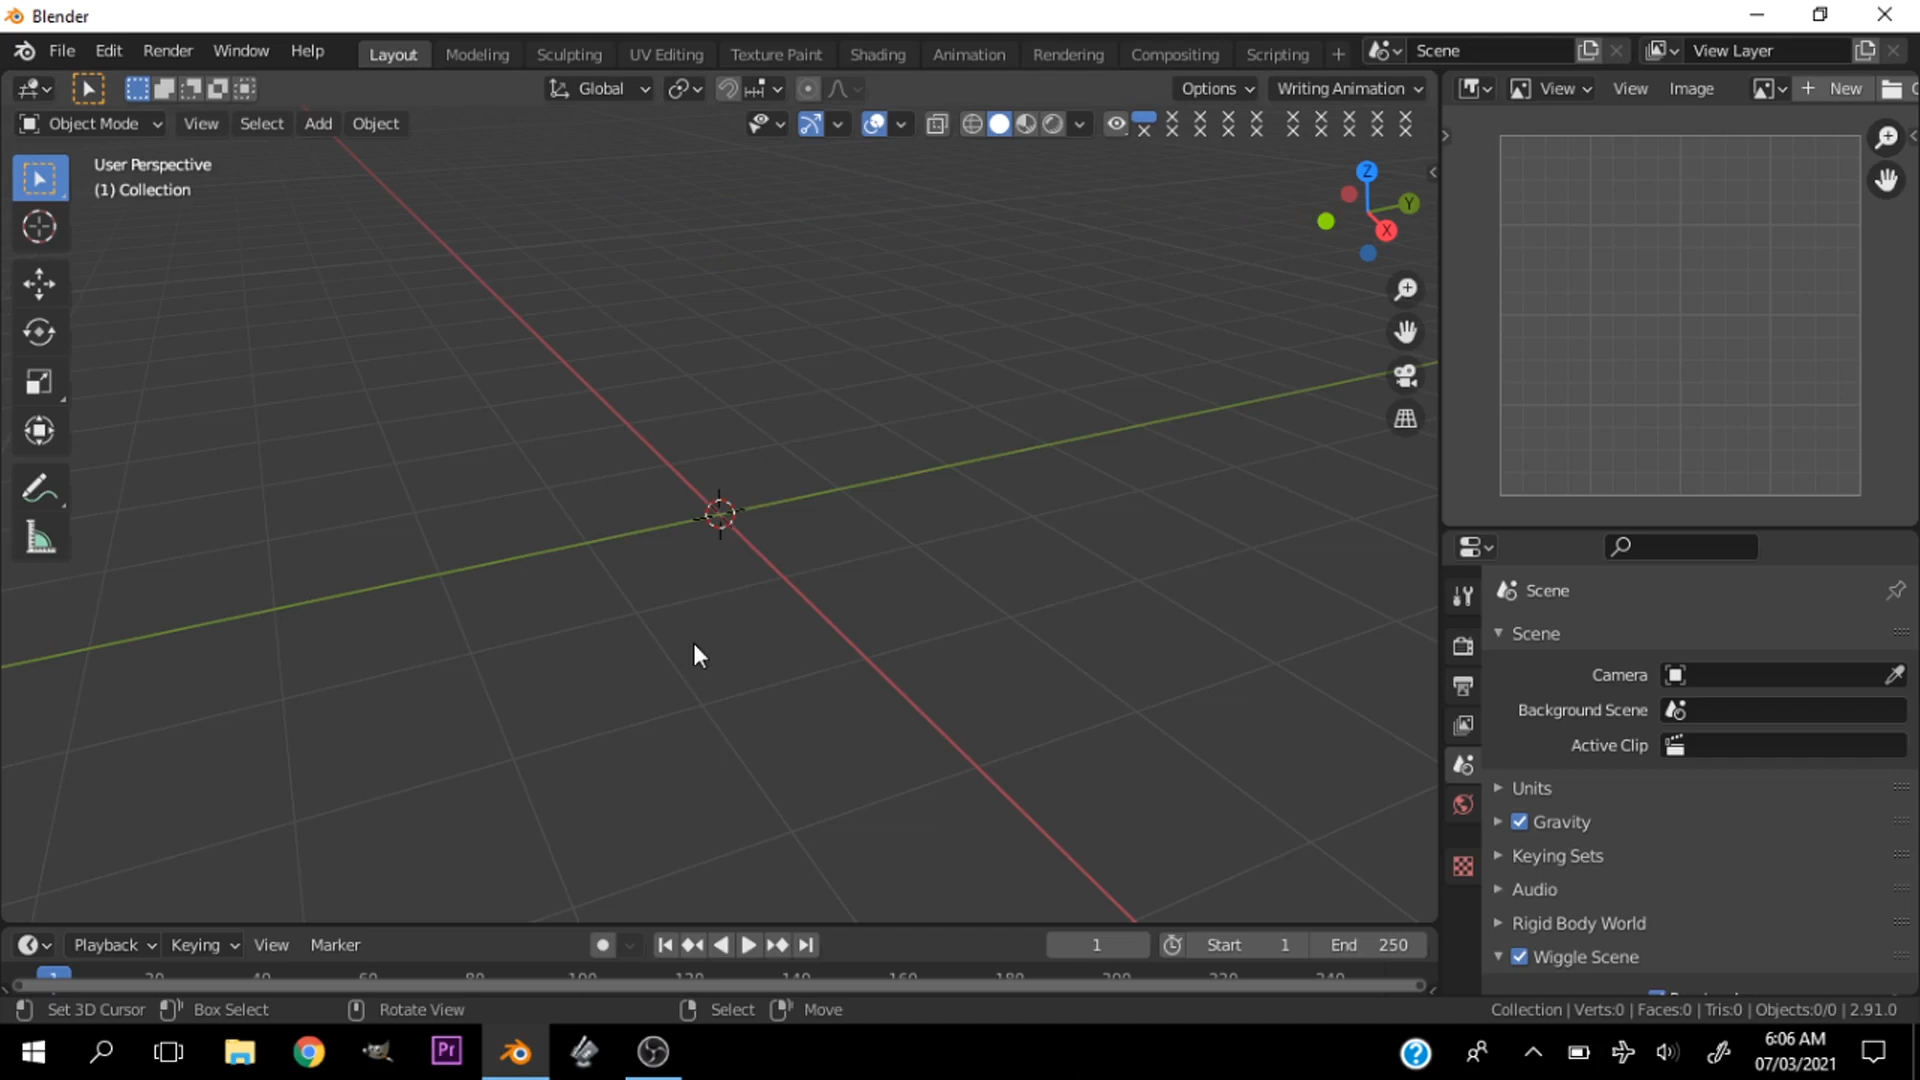 Blender
File Edit Render Window Help Layout Modeling Sculpting UV Editing Texture Paint Shading Animation Rendering Compositing Scripting + Scene View Layer
Global Options Writing Animation View View Image + New
Object Mode View Select Add Object
User Perspective
(1) Collection
Z
Y
X
Scene
Scene
Camera
Background Scene
Active Clip
Units
Gravity
Keying Sets
Audio
Rigid Body World
Wiggle Scene
Playback Keying View Marker 1 Start 1 End 250
1 20 40 60 80 100 120 140 160 180 200 220 240
Set 3D Cursor Box Select Rotate View Select Move Collection | Verts:0 | Faces:0 | Tris:0 | Objects:0/0 | 2.91.0
Pr
6:06 AM
07/03/2021